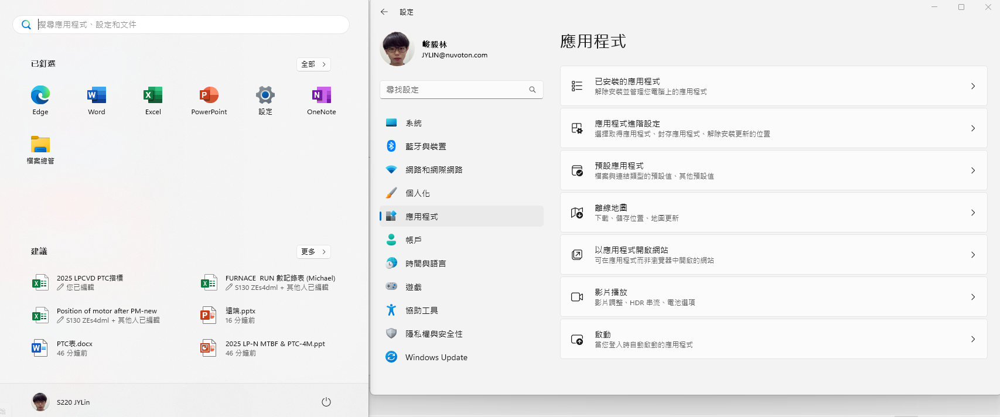 搜尋應用程式、設定和文件
已釘選
全部
Edge
Word
Excel
PowerPoint
設定
OneNote
檔案總管
建議
更多
2025 LPCVD PTC指標
您已編輯
FURNACE RUN 數記錄表 (Michael)
S130 ZEs4dml + 其他人已編輯
Position of motor after PM-new
S130 ZEs4dml + 其他人已編輯
遠端.pptx
16 分鐘前
PTC表.docx
46 分鐘前
2025 LP-N MTBF & PTC-4M.ppt
46 分鐘前
S220 JYLin
設定
峻毅林
JYLIN@nuvoton.com
尋找設定
系統
藍牙與裝置
網路和網際網路
個人化
應用程式
帳戶
時間與語言
遊戲
協助工具
隱私權與安全性
Windows Update
應用程式
已安裝的應用程式
解除安裝並管理您電腦上的應用程式
應用程式進階設定
選擇取得應用程式、封存應用程式、解除安裝更新的位置
預設應用程式
檔案與連結類型的預設值、其他預設值
離線地圖
下載、儲存位置、地圖更新
以應用程式開啟網站
可在應用程式而非瀏覽器中開啟的網站
影片播放
影片調整、HDR 串流、電池選項
啟動
當您登入時自動啟動的應用程式